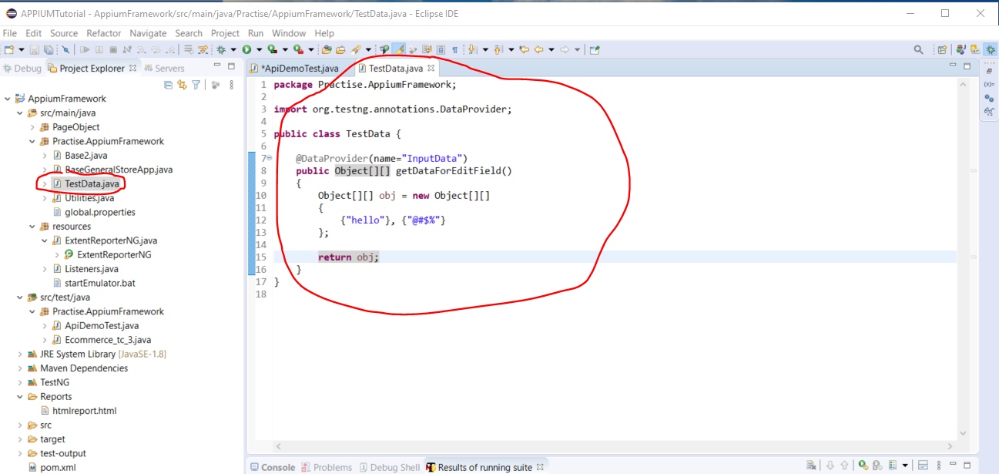 APPIUMTutorial - AppiumFramework/src/main/java/Practise/AppiumFramework/TestData.java - Eclipse IDE
File Edit Source Refactor Navigate Search Project Run Window Help
Debug Project Explorer Servers
AppiumFramework
src/main/java
PageObject
Practise.AppiumFramework
Base2.java
BaseGeneralStoreApp.java
TestData.java
Utilities.java
global.properties
resources
ExtentReporterNG.java
ExtentReporterNG
Listeners.java
startEmulator.bat
src/test/java
Practise.AppiumFramework
ApiDemoTest.java
Ecommerce_tc_3.java
JRE System Library [JavaSE-1.8]
Maven Dependencies
TestNG
Reports
htmlreport.html
src
target
test-output
pom.xml
*ApiDemoTest.java TestData.java
1 package Practise.AppiumFramework;
2
3 import org.testng.annotations.DataProvider;
4
5 public class TestData {
6
7 @DataProvider(name="InputData")
8 public Object[][] getDataForEditField()
9 {
10 Object[][] obj = new Object[][]
11 {
12 {"hello"}, {"@#$%"}
13 };
14
15 return obj;
16 }
17 }
18
Console Problems Debug Shell Results of running suite